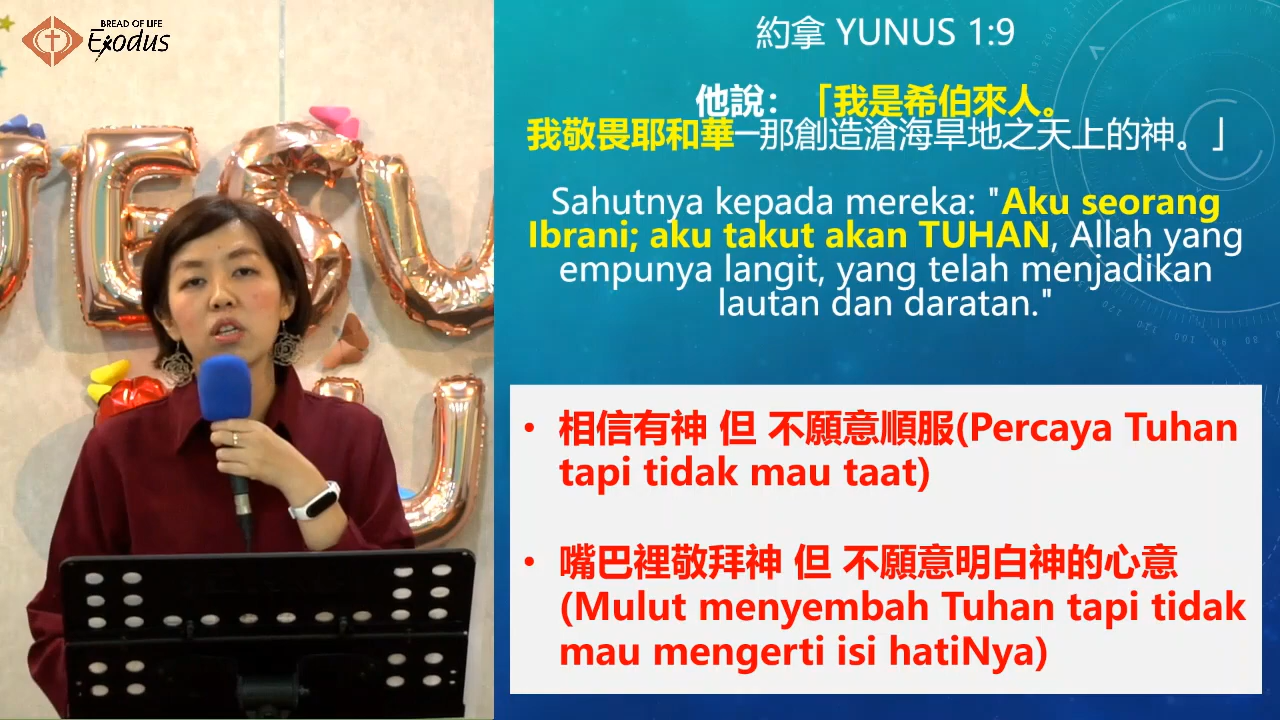 BREAD OF LIFE
Exodus
JESU
U
約拿 YUNUS 1:9
他說：「我是希伯來人。
我敬畏耶和華─那創造滄海旱地之天上的神。」
Sahutnya kepada mereka: "Aku seorang
Ibrani; aku takut akan TUHAN, Allah yang
empunya langit, yang telah menjadikan
lautan dan daratan."
• 相信有神 但 不願意順服(Percaya Tuhan
tapi tidak mau taat)
• 嘴巴裡敬拜神 但 不願意明白神的心意
(Mulut menyembah Tuhan tapi tidak
mau mengerti isi hatiNya)